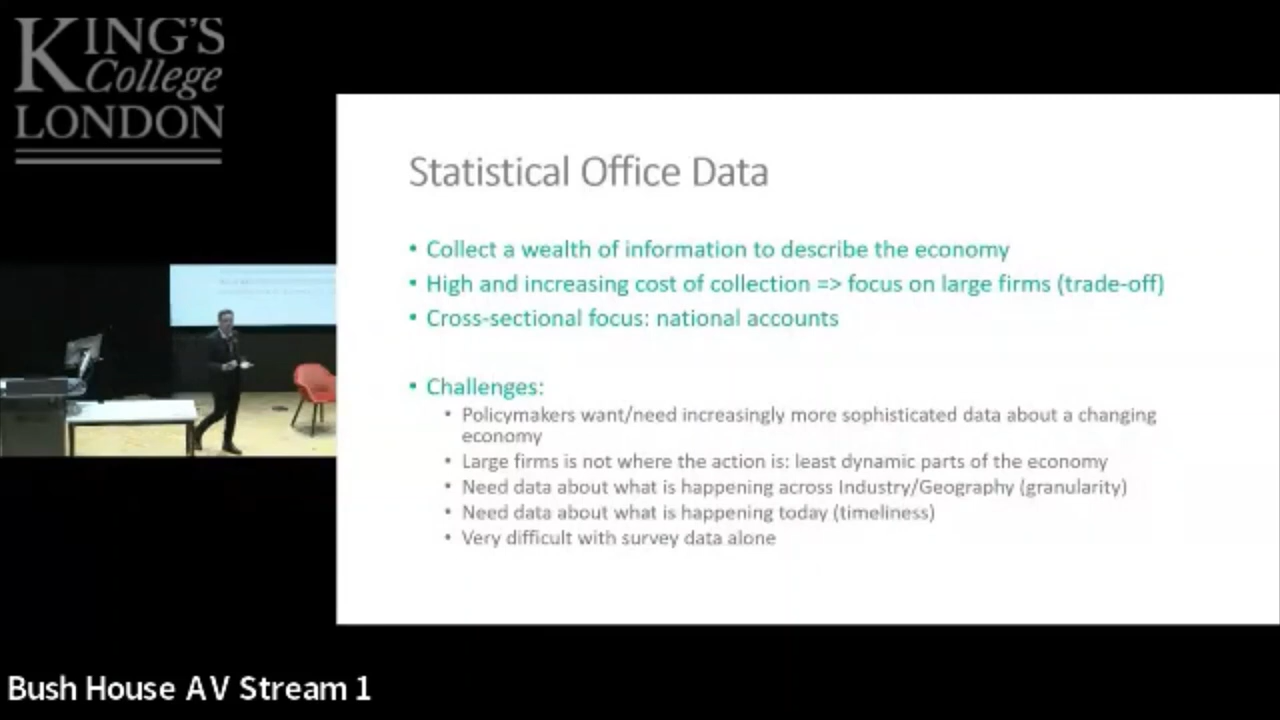 KING'S
College
LONDON
Statistical Office Data
• Collect a wealth of information to describe the economy
• High and increasing cost of collection => focus on large firms (trade-off)
• Cross-sectional focus: national accounts
• Challenges:
• Policymakers want/need increasingly more sophisticated data about a changing
economy
• Large firms is not where the action is: least dynamic parts of the economy
• Need data about what is happening across Industry/Geography (granularity)
• Need data about what is happening today (timeliness)
• Very difficult with survey data alone
Bush House AV Stream 1